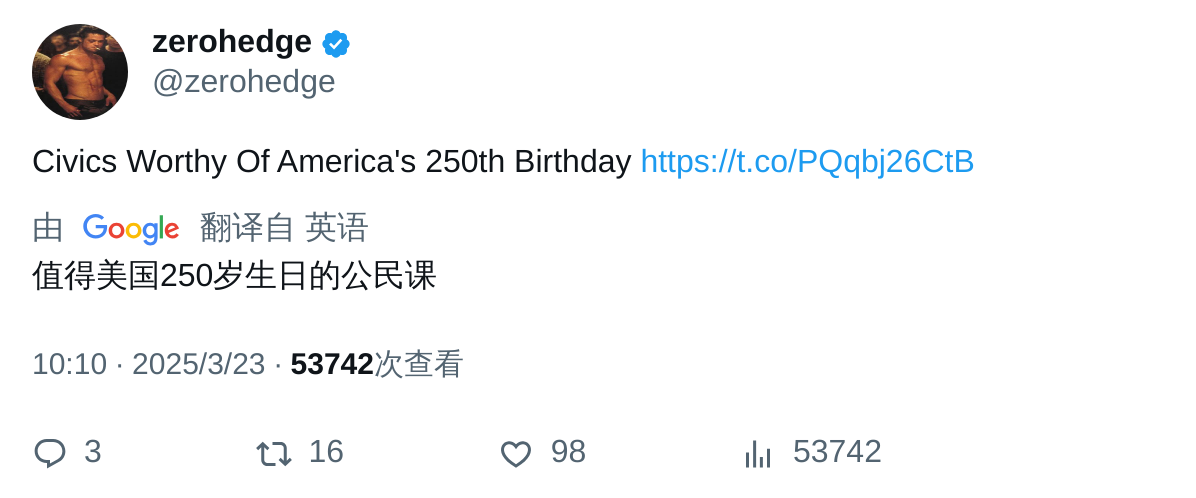 zerohedge
@zerohedge
Civics Worthy Of America's 250th Birthday https://t.co/PQqbj26CtB
由 Google 翻译自 英语
值得美国250岁生日的公民课
10:10 · 2025/3/23 · 53742次查看
3 16 98 53742